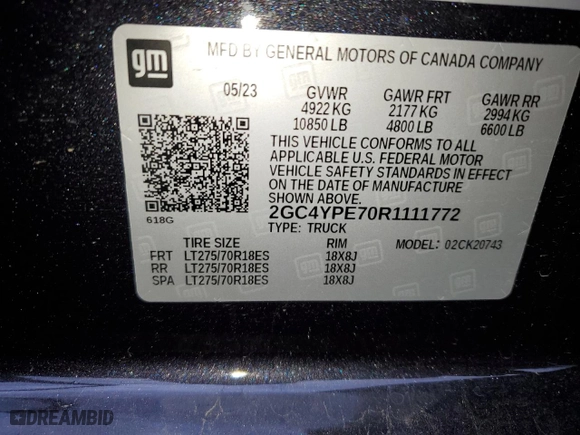 gm
MFD BY GENERAL MOTORS OF CANADA COMPANY
05/23 GVWR GAWR FRT GAWR RR
4922 KG 2177 KG 2994 KG
10850 LB 4800 LB 6600 LB
THIS VEHICLE CONFORMS TO ALL
APPLICABLE U.S. FEDERAL MOTOR
VEHICLE SAFETY STANDARDS IN EFFECT
ON THE DATE OF MANUFACTURE
SHOWN ABOVE.
618G 2GC4YPE70R1111772
TYPE: TRUCK MODEL: 02CK20743
TIRE SIZE RIM
FRT LT275/70R18ES 18X8J
RR LT275/70R18ES 18X8J
SPA LT275/70R18ES 18X8J
DREAMBID